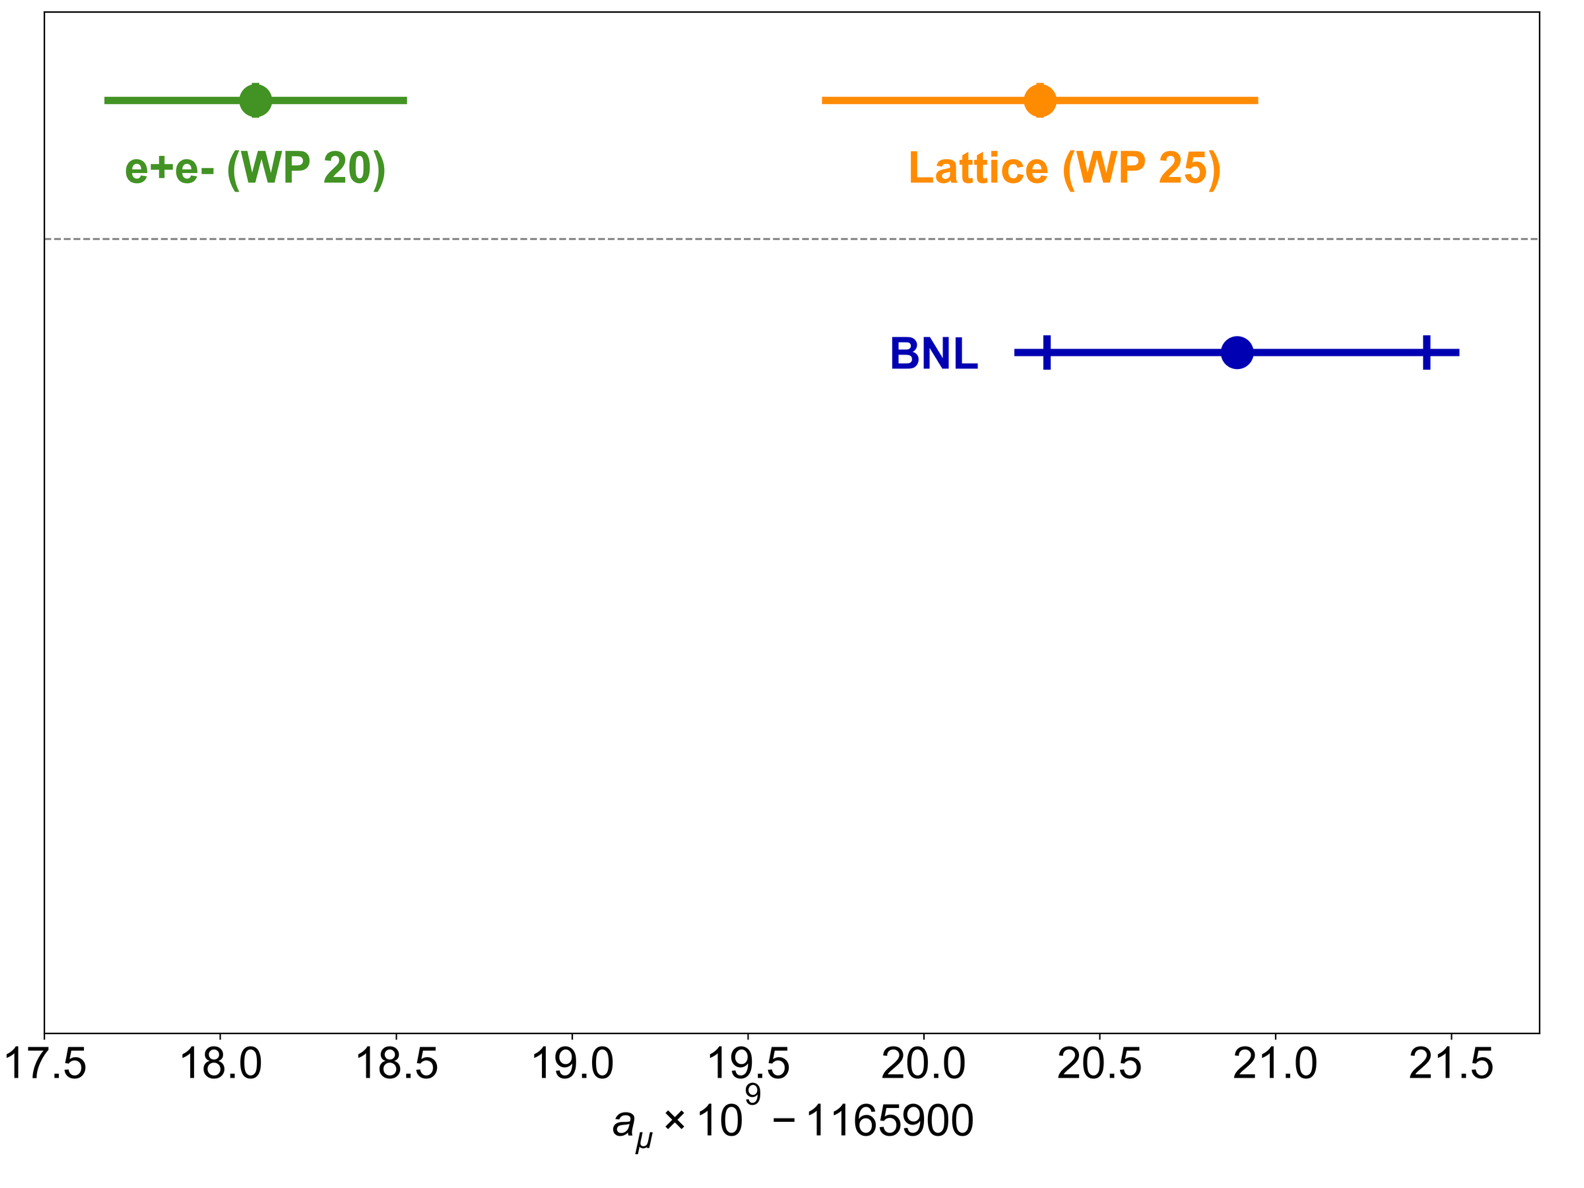 e+e- (WP 20)
Lattice (WP 25)
BNL
17.5 18.0 18.5 19.0 19.5 20.0 20.5 21.0 21.5
aμ × 10⁹ − 1165900